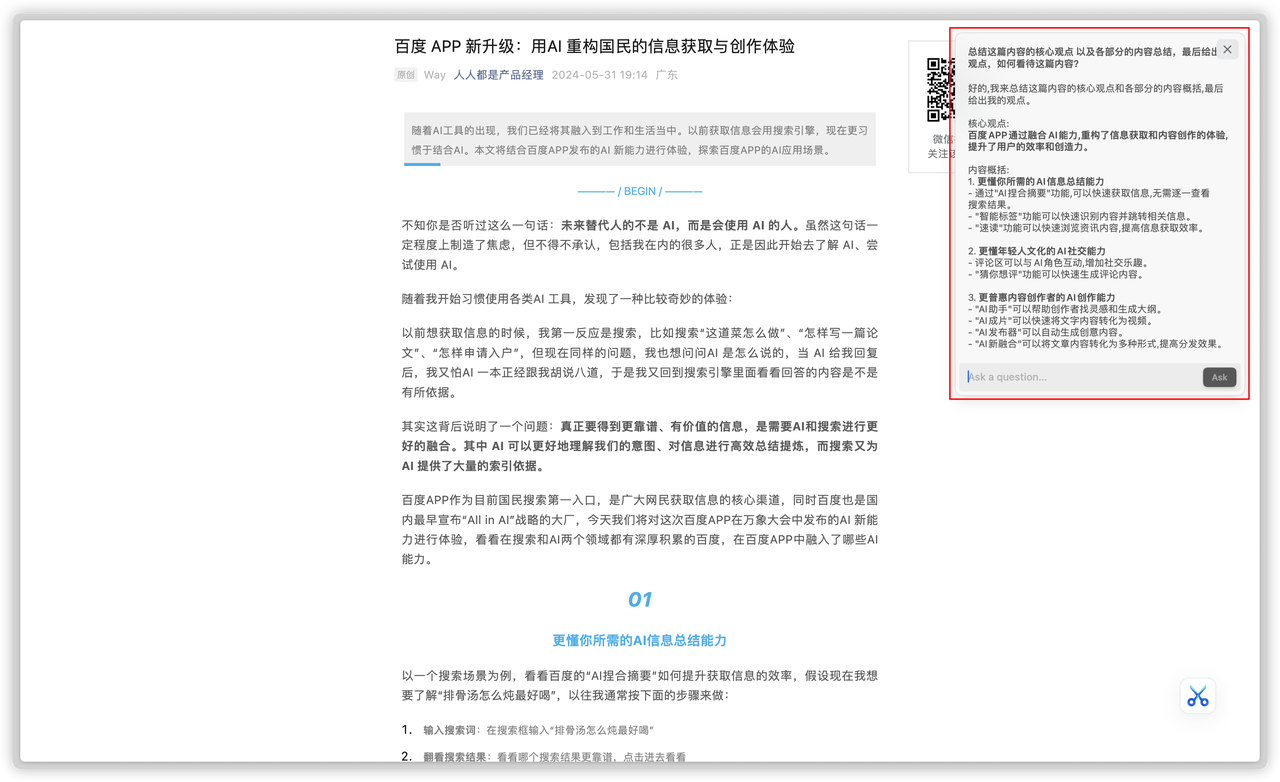 百度 APP 新升级：用AI 重构国民的信息获取与创作体验
原创 Way 人人都是产品经理 2024-05-31 19:14 广东
随着AI工具的出现，我们已经将其融入到工作和生活当中。以前获取信息会用搜索引擎，现在更习
惯于结合AI。本文将结合百度APP发布的AI 新能力进行体验，探索百度APP的AI应用场景。
——— / BEGIN / ———
不知你是否听过这么一句话：未来替代人的不是 AI，而是会使用 AI 的人。虽然这句话一
定程度上制造了焦虑，但不得不承认，包括我在内的很多人，正是因此开始去了解 AI、尝
试使用 AI。
随着我开始习惯使用各类AI 工具，发现了一种比较奇妙的体验：
以前想获取信息的时候，我第一反应是搜索，比如搜索“这道菜怎么做”、“怎样写一篇论
文”、“怎样申请入户”，但现在同样的问题，我也想问问AI 是怎么说的，当 AI 给我回复
后，我又怕AI 一本正经跟我胡说八道，于是我又回到搜索引擎里面看看回答的内容是不是
有所依据。
其实这背后说明了一个问题：真正要得到更靠谱、有价值的信息，是需要AI和搜索进行更
好的融合。其中 AI 可以更好地理解我们的意图、对信息进行高效总结提炼，而搜索又为
AI 提供了大量的索引依据。
百度APP作为目前国民搜索第一入口，是广大网民获取信息的核心渠道，同时百度也是国
内最早宣布“All in AI”战略的大厂，今天我们将对这次百度APP在万象大会中发布的AI 新能
力进行体验，看看在搜索和AI两个领域都有深厚积累的百度，在百度APP中融入了哪些AI
能力。
01
更懂你所需的AI信息总结能力
以一个搜索场景为例，看看百度的“AI捏合摘要”如何提升获取信息的效率，假设现在我想
要了解“排骨汤怎么炖最好喝”，以往我通常按下面的步骤来做：
1. 输入搜索词：在搜索框输入“排骨汤怎么炖最好喝”
2. 翻看搜索结果：看看哪个搜索结果更靠谱，点击进去看看
微信
关注该
总结这篇内容的核心观点 以及各部分的内容总结，最后给出
观点，如何看待这篇内容?
好的,我来总结这篇内容的核心观点和各部分的内容概括,最后
给出我的观点。
核心观点:
百度APP通过融合AI能力,重构了信息获取和内容创作的体验,
提升了用户的效率和创造力。
内容概括:
1. 更懂你所需的AI信息总结能力
- 通过"AI捏合摘要"功能,可以快速获取信息,无需逐一查看
搜索结果。
- "智能标签"功能可以快速识别内容并跳转相关信息。
- "速读"功能可以快速浏览资讯内容,提高信息获取效率。
2. 更懂年轻人文化的AI社交能力
- 评论区可以与AI角色互动,增加社交乐趣。
- "猜你想评"功能可以快速生成评论内容。
3. 更普惠内容创作者的AI创作能力
- "AI助手"可以帮助创作者找灵感和生成大纲。
- "AI成片"可以快速将文字内容转化为视频。
- "AI发布器"可以自动生成创意内容。
- "AI新融合"可以将文章内容转化为多种形式,提高分发效果。
Ask a question...
Ask